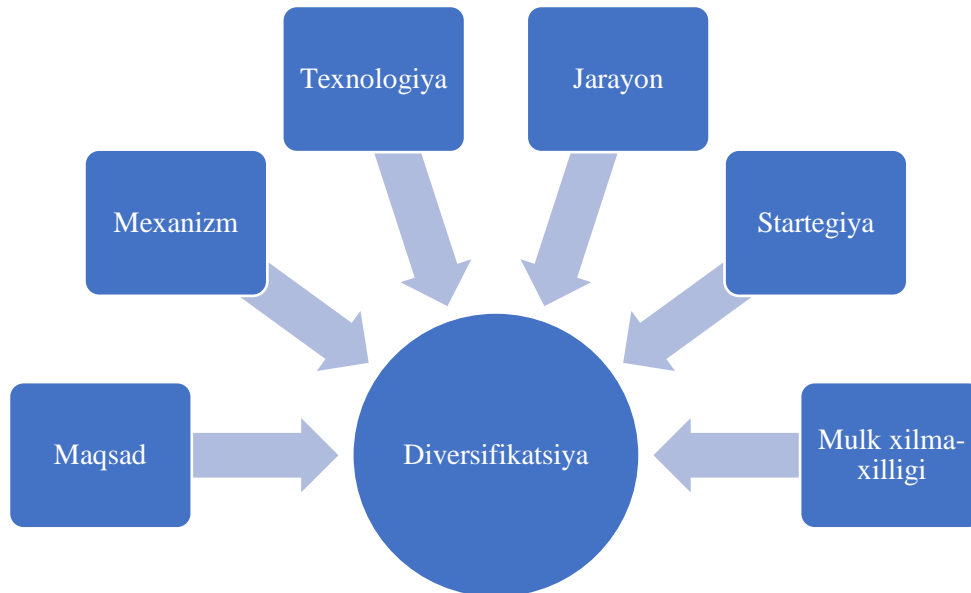 Texnologiya
Jarayon
Mexanizm
Startegiya
Maqsad
Diversifikatsiya
Mulk xilma-
xilligi